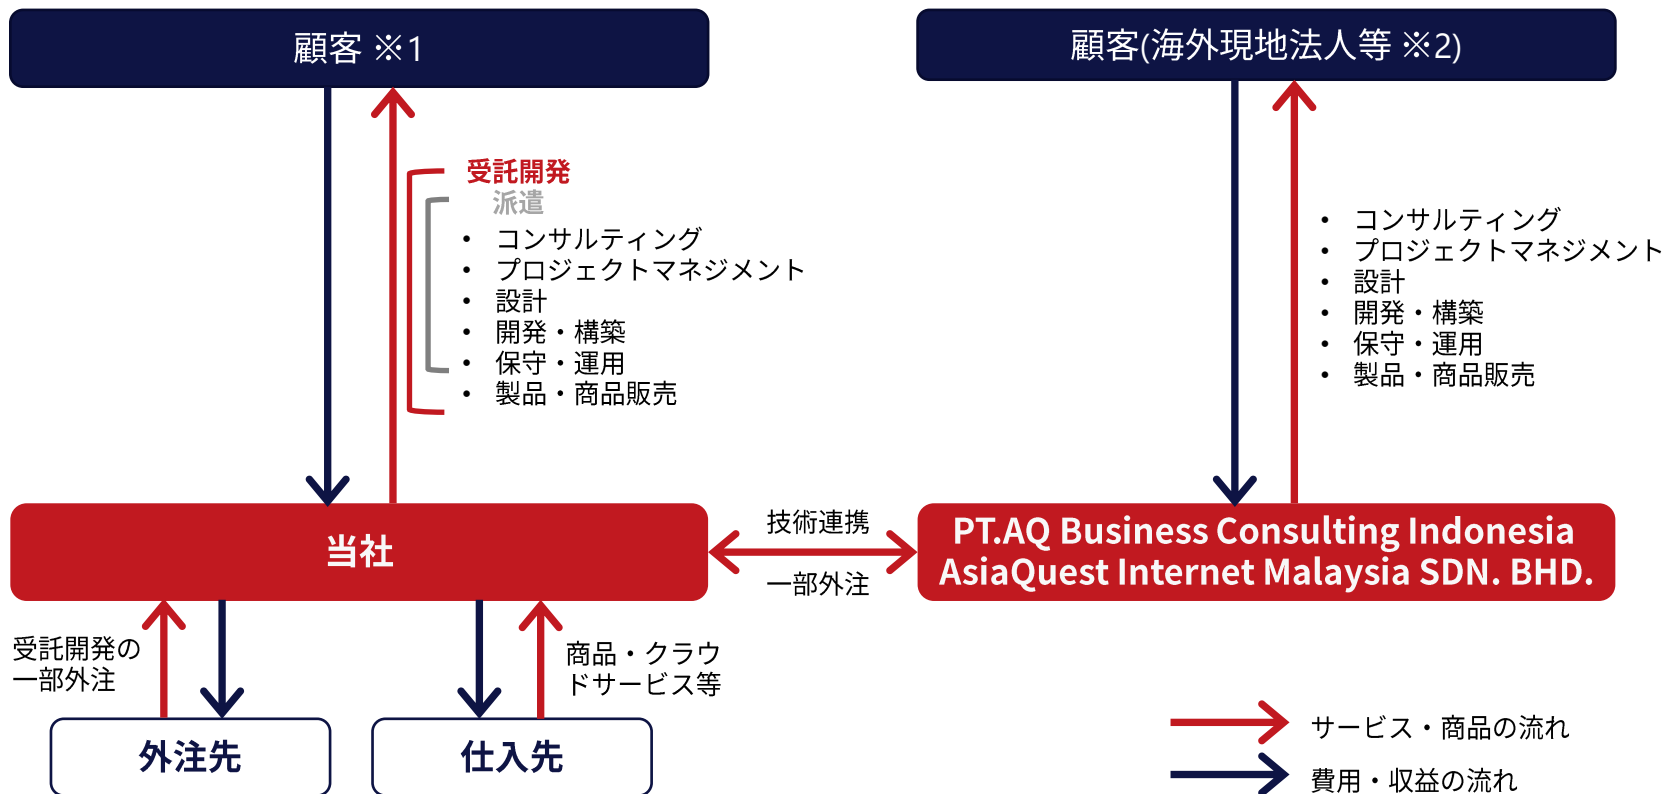 顧客 ※1
顧客(海外現地法人等 ※2)
受託開発
派遣
• コンサルティング
• プロジェクトマネジメント
• 設計
• 開発・構築
• 保守・運用
• 製品・商品販売
• コンサルティング
• プロジェクトマネジメント
• 設計
• 開発・構築
• 保守・運用
• 製品・商品販売
当社
技術連携
一部外注
PT.AQ Business Consulting Indonesia
AsiaQuest Internet Malaysia SDN. BHD.
受託開発の
一部外注
商品・クラウ
ドサービス等
外注先
仕入先
サービス・商品の流れ
費用・収益の流れ